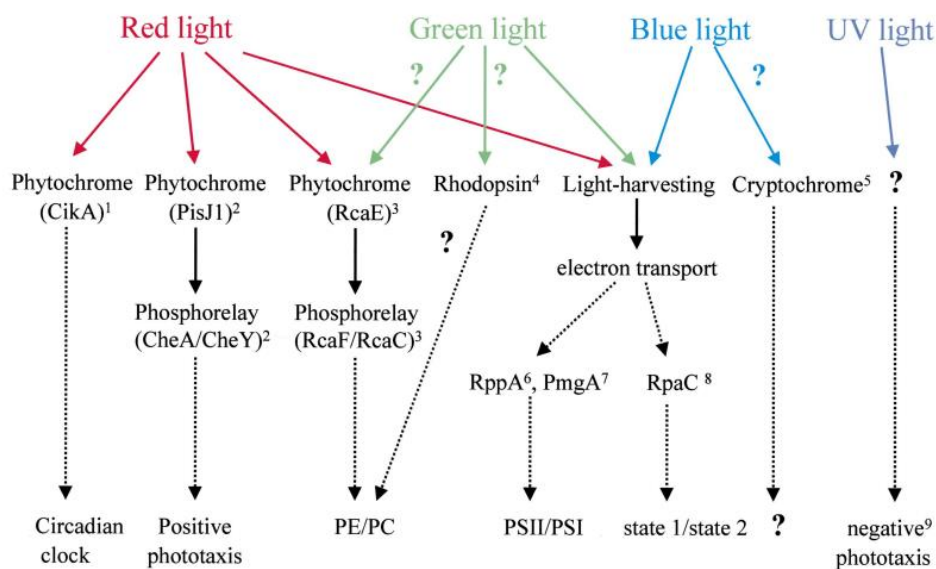 Red light Green light Blue light UV light
? ? ?
Phytochrome Phytochrome Phytochrome Rhodopsin⁴ Light-harvesting Cryptochrome⁵ ?
(CikA)¹ (PisJ1)² (RcaE)³
?
electron transport
Phosphorelay Phosphorelay
(CheA/CheY)² (RcaF/RcaC)³
RppA⁶, PmgA⁷ RpaC ⁸
Circadian Positive PE/PC PSII/PSI state 1/state 2 ? negative⁹
clock phototaxis phototaxis